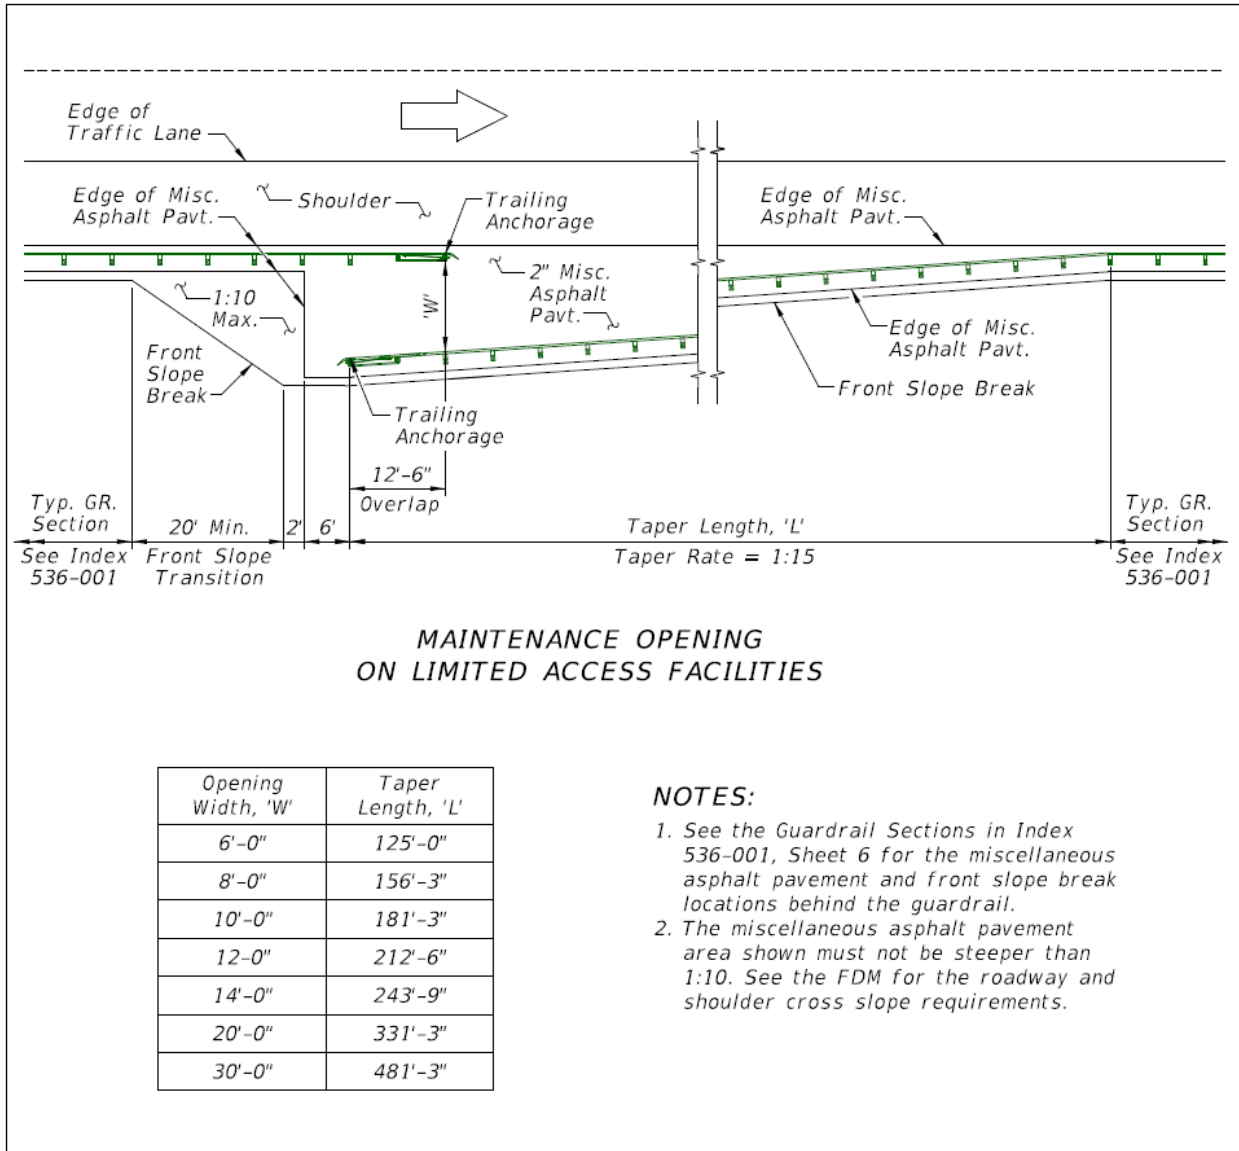 Edge of
Traffic Lane
Edge of Misc.
Asphalt Pavt.
Shoulder
Trailing
Anchorage
Edge of Misc.
Asphalt Pavt.
1:10
Max.
'W'
2" Misc.
Asphalt
Pavt.
Front
Slope
Break
Edge of Misc.
Asphalt Pavt.
Front Slope Break
Trailing
Anchorage
12'-6"
Overlap
Typ. GR.
Section
See Index
536-001
20' Min.
Front Slope
Transition
2'
6'
Taper Length, 'L'
Taper Rate = 1:15
Typ. GR.
Section
See Index
536-001
MAINTENANCE OPENING
ON LIMITED ACCESS FACILITIES
Opening
Width, 'W'
Taper
Length, 'L'
6'-0" 125'-0"
8'-0" 156'-3"
10'-0" 181'-3"
12-0" 212'-6"
14'-0" 243'-9"
20'-0" 331'-3"
30'-0" 481'-3"
NOTES:
1. See the Guardrail Sections in Index
536-001, Sheet 6 for the miscellaneous
asphalt pavement and front slope break
locations behind the guardrail.
2. The miscellaneous asphalt pavement
area shown must not be steeper than
1:10. See the FDM for the roadway and
shoulder cross slope requirements.